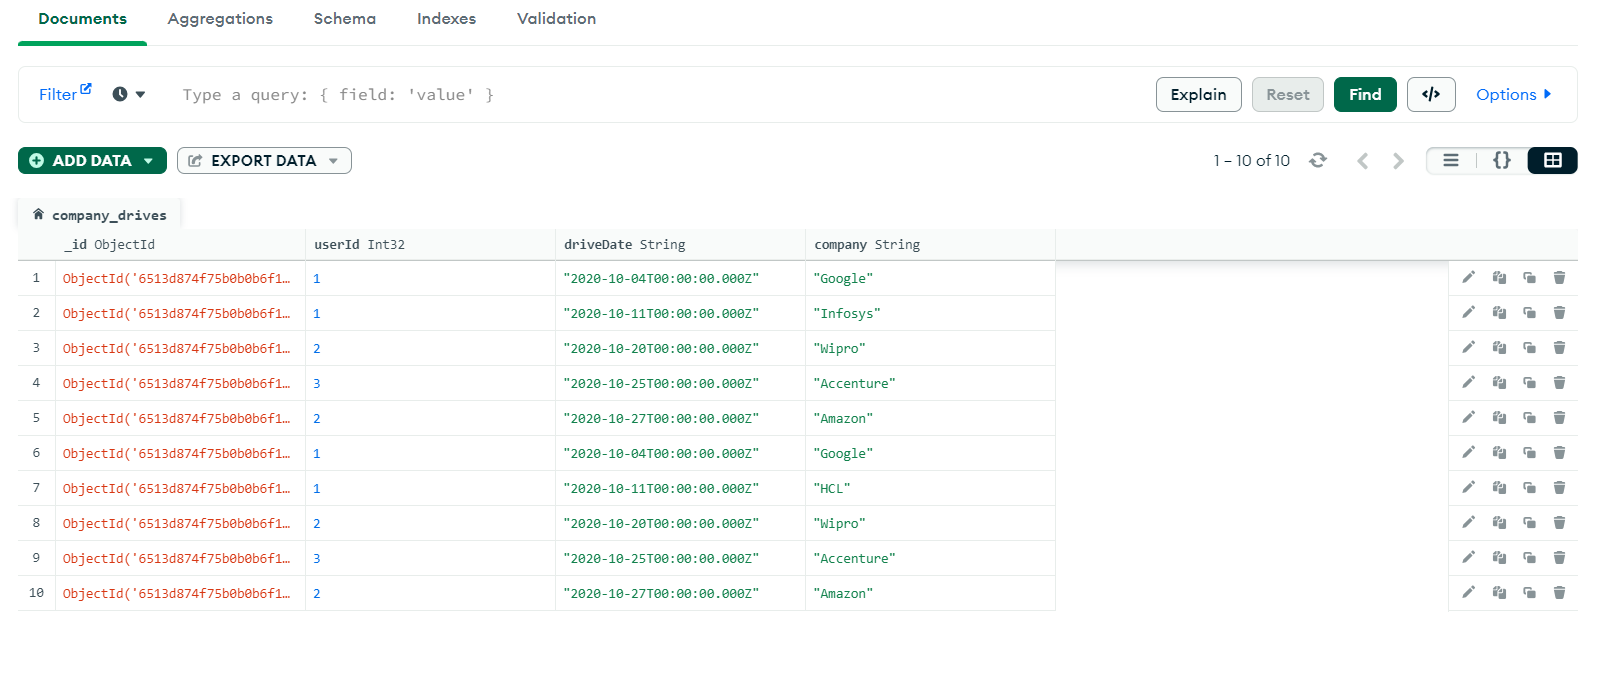 Documents Aggregations Schema Indexes Validation
Filter Type a query: { field: 'value' } Explain Reset Find </> Options
ADD DATA EXPORT DATA 1 – 10 of 10 {}
company_drives
_id ObjectId userId Int32 driveDate String company String
1 ObjectId('6513d874f75b0b0b6f1… 1 "2020-10-04T00:00:00.000Z" "Google"
2 ObjectId('6513d874f75b0b0b6f1… 1 "2020-10-11T00:00:00.000Z" "Infosys"
3 ObjectId('6513d874f75b0b0b6f1… 2 "2020-10-20T00:00:00.000Z" "Wipro"
4 ObjectId('6513d874f75b0b0b6f1… 3 "2020-10-25T00:00:00.000Z" "Accenture"
5 ObjectId('6513d874f75b0b0b6f1… 2 "2020-10-27T00:00:00.000Z" "Amazon"
6 ObjectId('6513d874f75b0b0b6f1… 1 "2020-10-04T00:00:00.000Z" "Google"
7 ObjectId('6513d874f75b0b0b6f1… 1 "2020-10-11T00:00:00.000Z" "HCL"
8 ObjectId('6513d874f75b0b0b6f1… 2 "2020-10-20T00:00:00.000Z" "Wipro"
9 ObjectId('6513d874f75b0b0b6f1… 3 "2020-10-25T00:00:00.000Z" "Accenture"
10 ObjectId('6513d874f75b0b0b6f1… 2 "2020-10-27T00:00:00.000Z" "Amazon"